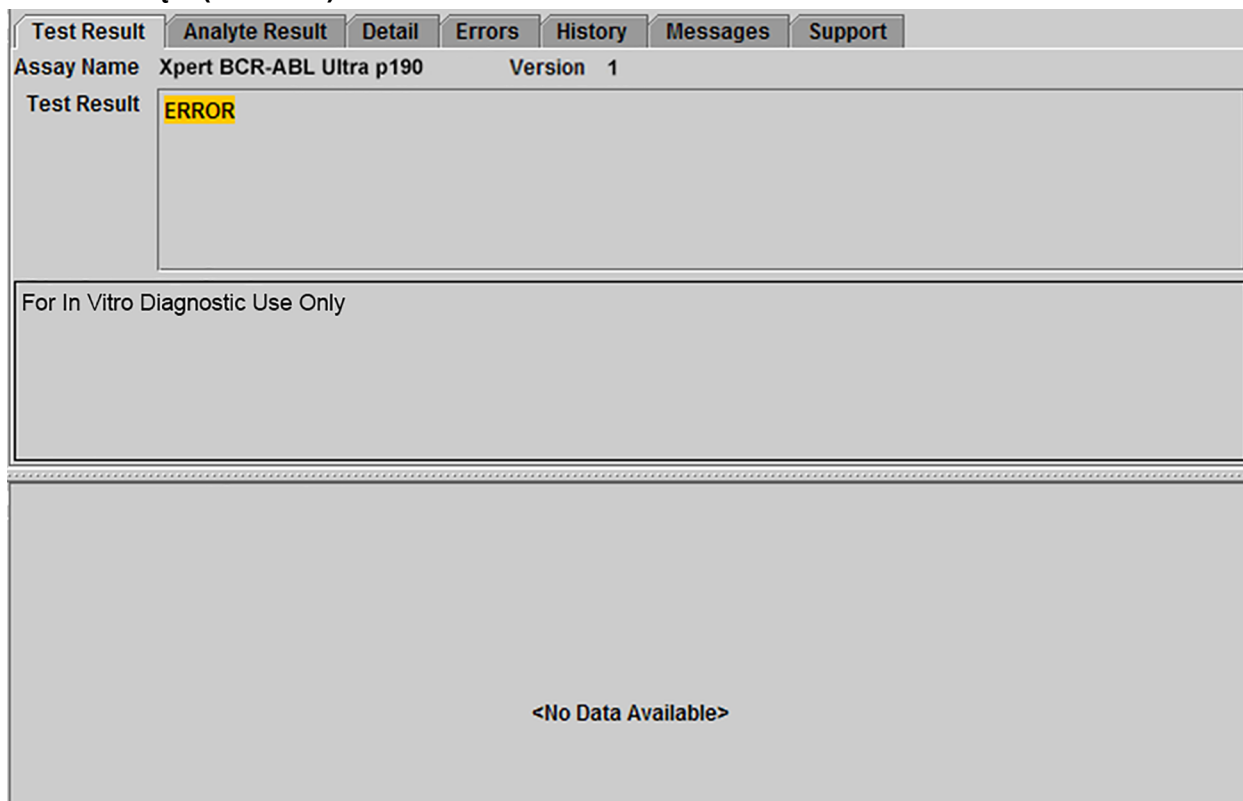 Test Result Analyte Result Detail Errors History Messages Support
Assay Name Xpert BCR-ABL Ultra p190 Version 1
Test Result ERROR
For In Vitro Diagnostic Use Only
<No Data Available>